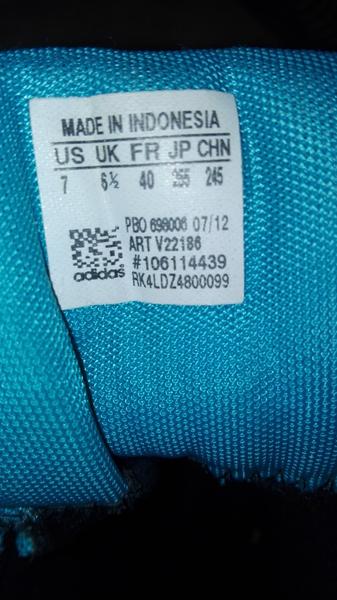 MADE IN INDONESIA
US UK FR JP CHN
7 6½ 40 255 245
PBO 698006 07/12
ART V22186
#106114439
adidas RK4LDZ4800099